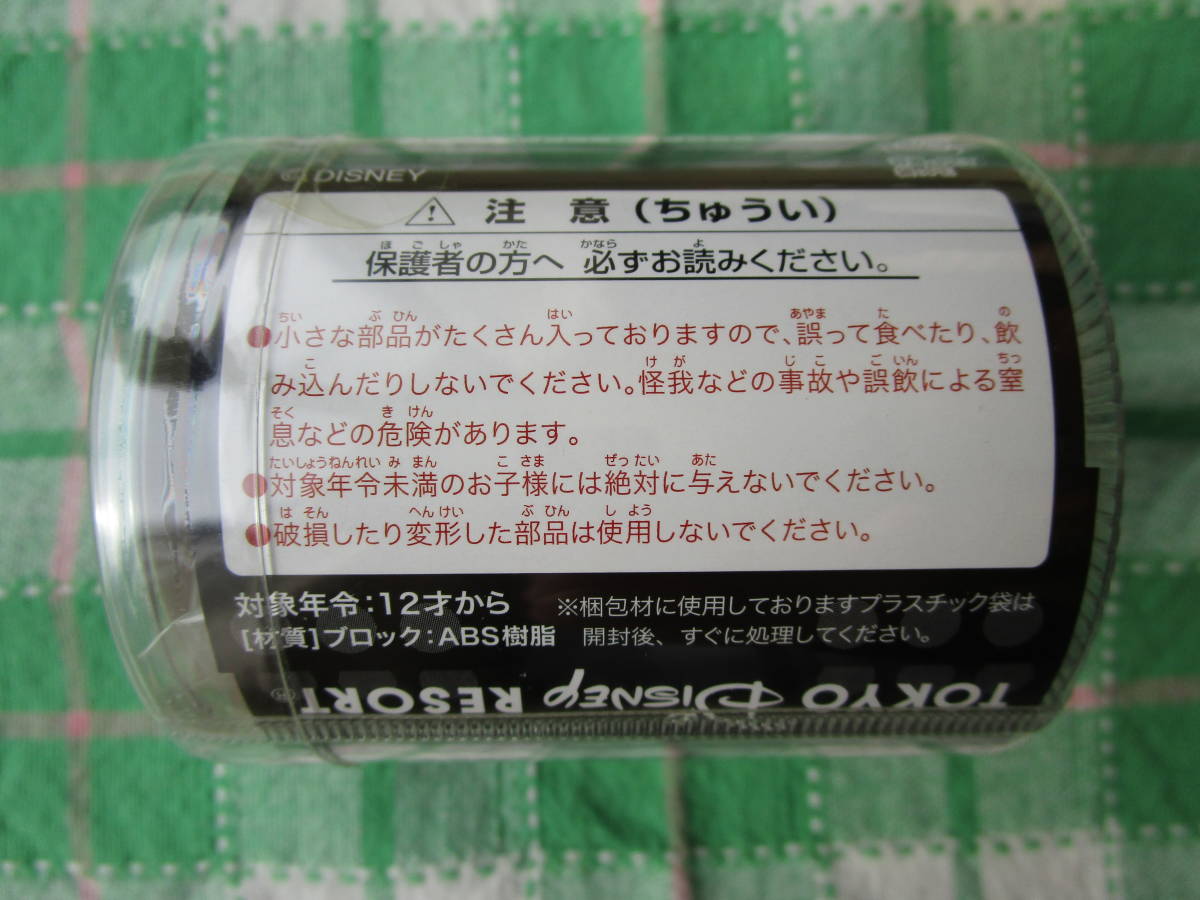 © DISNEY
注 意（ちゅうい）
保護者の方へ 必ずお読みください。
●小さな部品がたくさん入っておりますので、誤って食べたり、飲
み込んだりしないでください。怪我などの事故や誤飲による窒
息などの危険があります。
●対象年令未満のお子様には絶対に与えないでください。
●破損したり変形した部品は使用しないでください。
対象年令：12才から
[材質]ブロック：ABS樹脂
※梱包材に使用しておりますプラスチック袋は
開封後、すぐに処理してください。
TOKYO DISNEY RESORT®